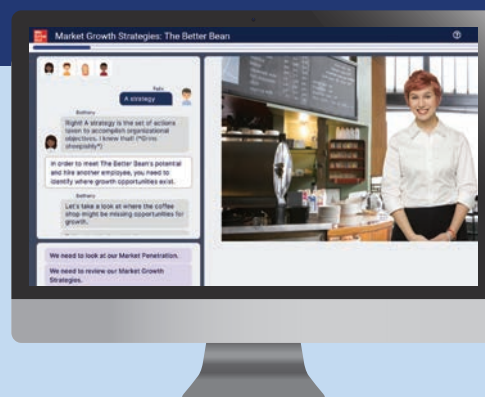 Market Growth Strategies: The Better Bean
A strategy
Bethany
Right! A strategy is the set of actions
taken to accomplish organizational
objectives. I knew that! (*Grins
sheepishly*)
In order to meet The Better Bean's potential
and hire another employee, you need to
identify where growth opportunities exist.
Bethany
Let's take a look at where the coffee
shop might be missing opportunities for
growth.
We need to look at our Market Penetration.
We need to review our Market Growth
Strategies.